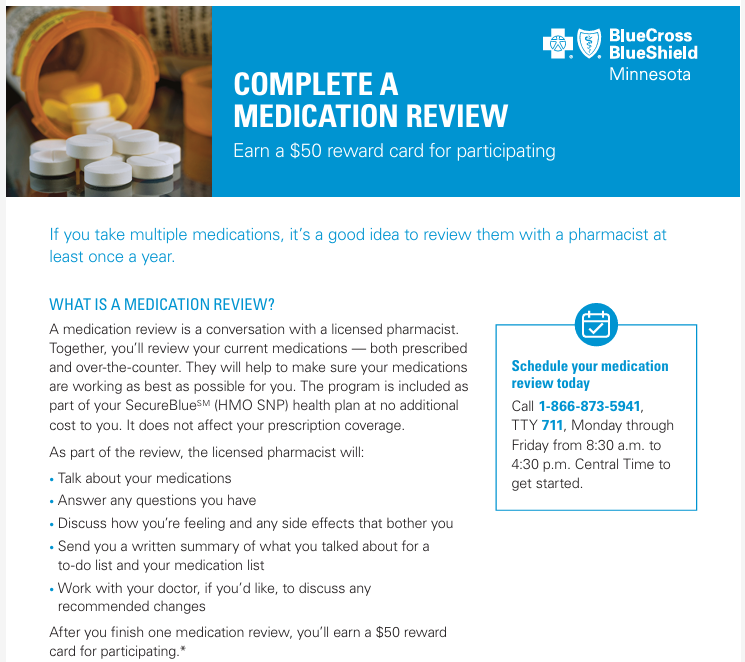 BlueCross
BlueShield
Minnesota
COMPLETE A
MEDICATION REVIEW
Earn a $50 reward card for participating
If you take multiple medications, it’s a good idea to review them with a pharmacist at
least once a year.
WHAT IS A MEDICATION REVIEW?
A medication review is a conversation with a licensed pharmacist.
Together, you’ll review your current medications — both prescribed
and over-the-counter. They will help to make sure your medications
are working as best as possible for you. The program is included as
part of your SecureBlueSM (HMO SNP) health plan at no additional
cost to you. It does not affect your prescription coverage.
As part of the review, the licensed pharmacist will:
• Talk about your medications
• Answer any questions you have
• Discuss how you’re feeling and any side effects that bother you
• Send you a written summary of what you talked about for a
to-do list and your medication list
• Work with your doctor, if you’d like, to discuss any
recommended changes
After you finish one medication review, you’ll earn a $50 reward
card for participating.*
Schedule your medication
review today
Call 1-866-873-5941,
TTY 711, Monday through
Friday from 8:30 a.m. to
4:30 p.m. Central Time to
get started.